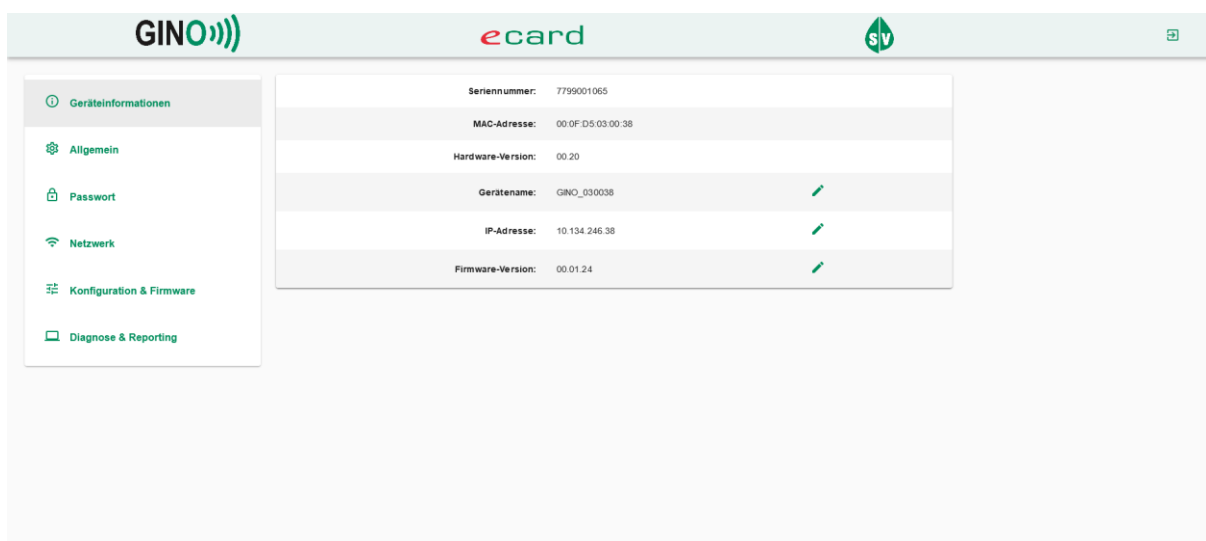 GINO
ecard
SV
Geräteinformationen
Allgemein
Passwort
Netzwerk
Konfiguration & Firmware
Diagnose & Reporting
Seriennummer: 7799001065
MAC-Adresse: 00:0F:D5:03:00:38
Hardware-Version: 00.20
Gerätename: GINO_030038
IP-Adresse: 10.134.246.38
Firmware-Version: 00.01.24